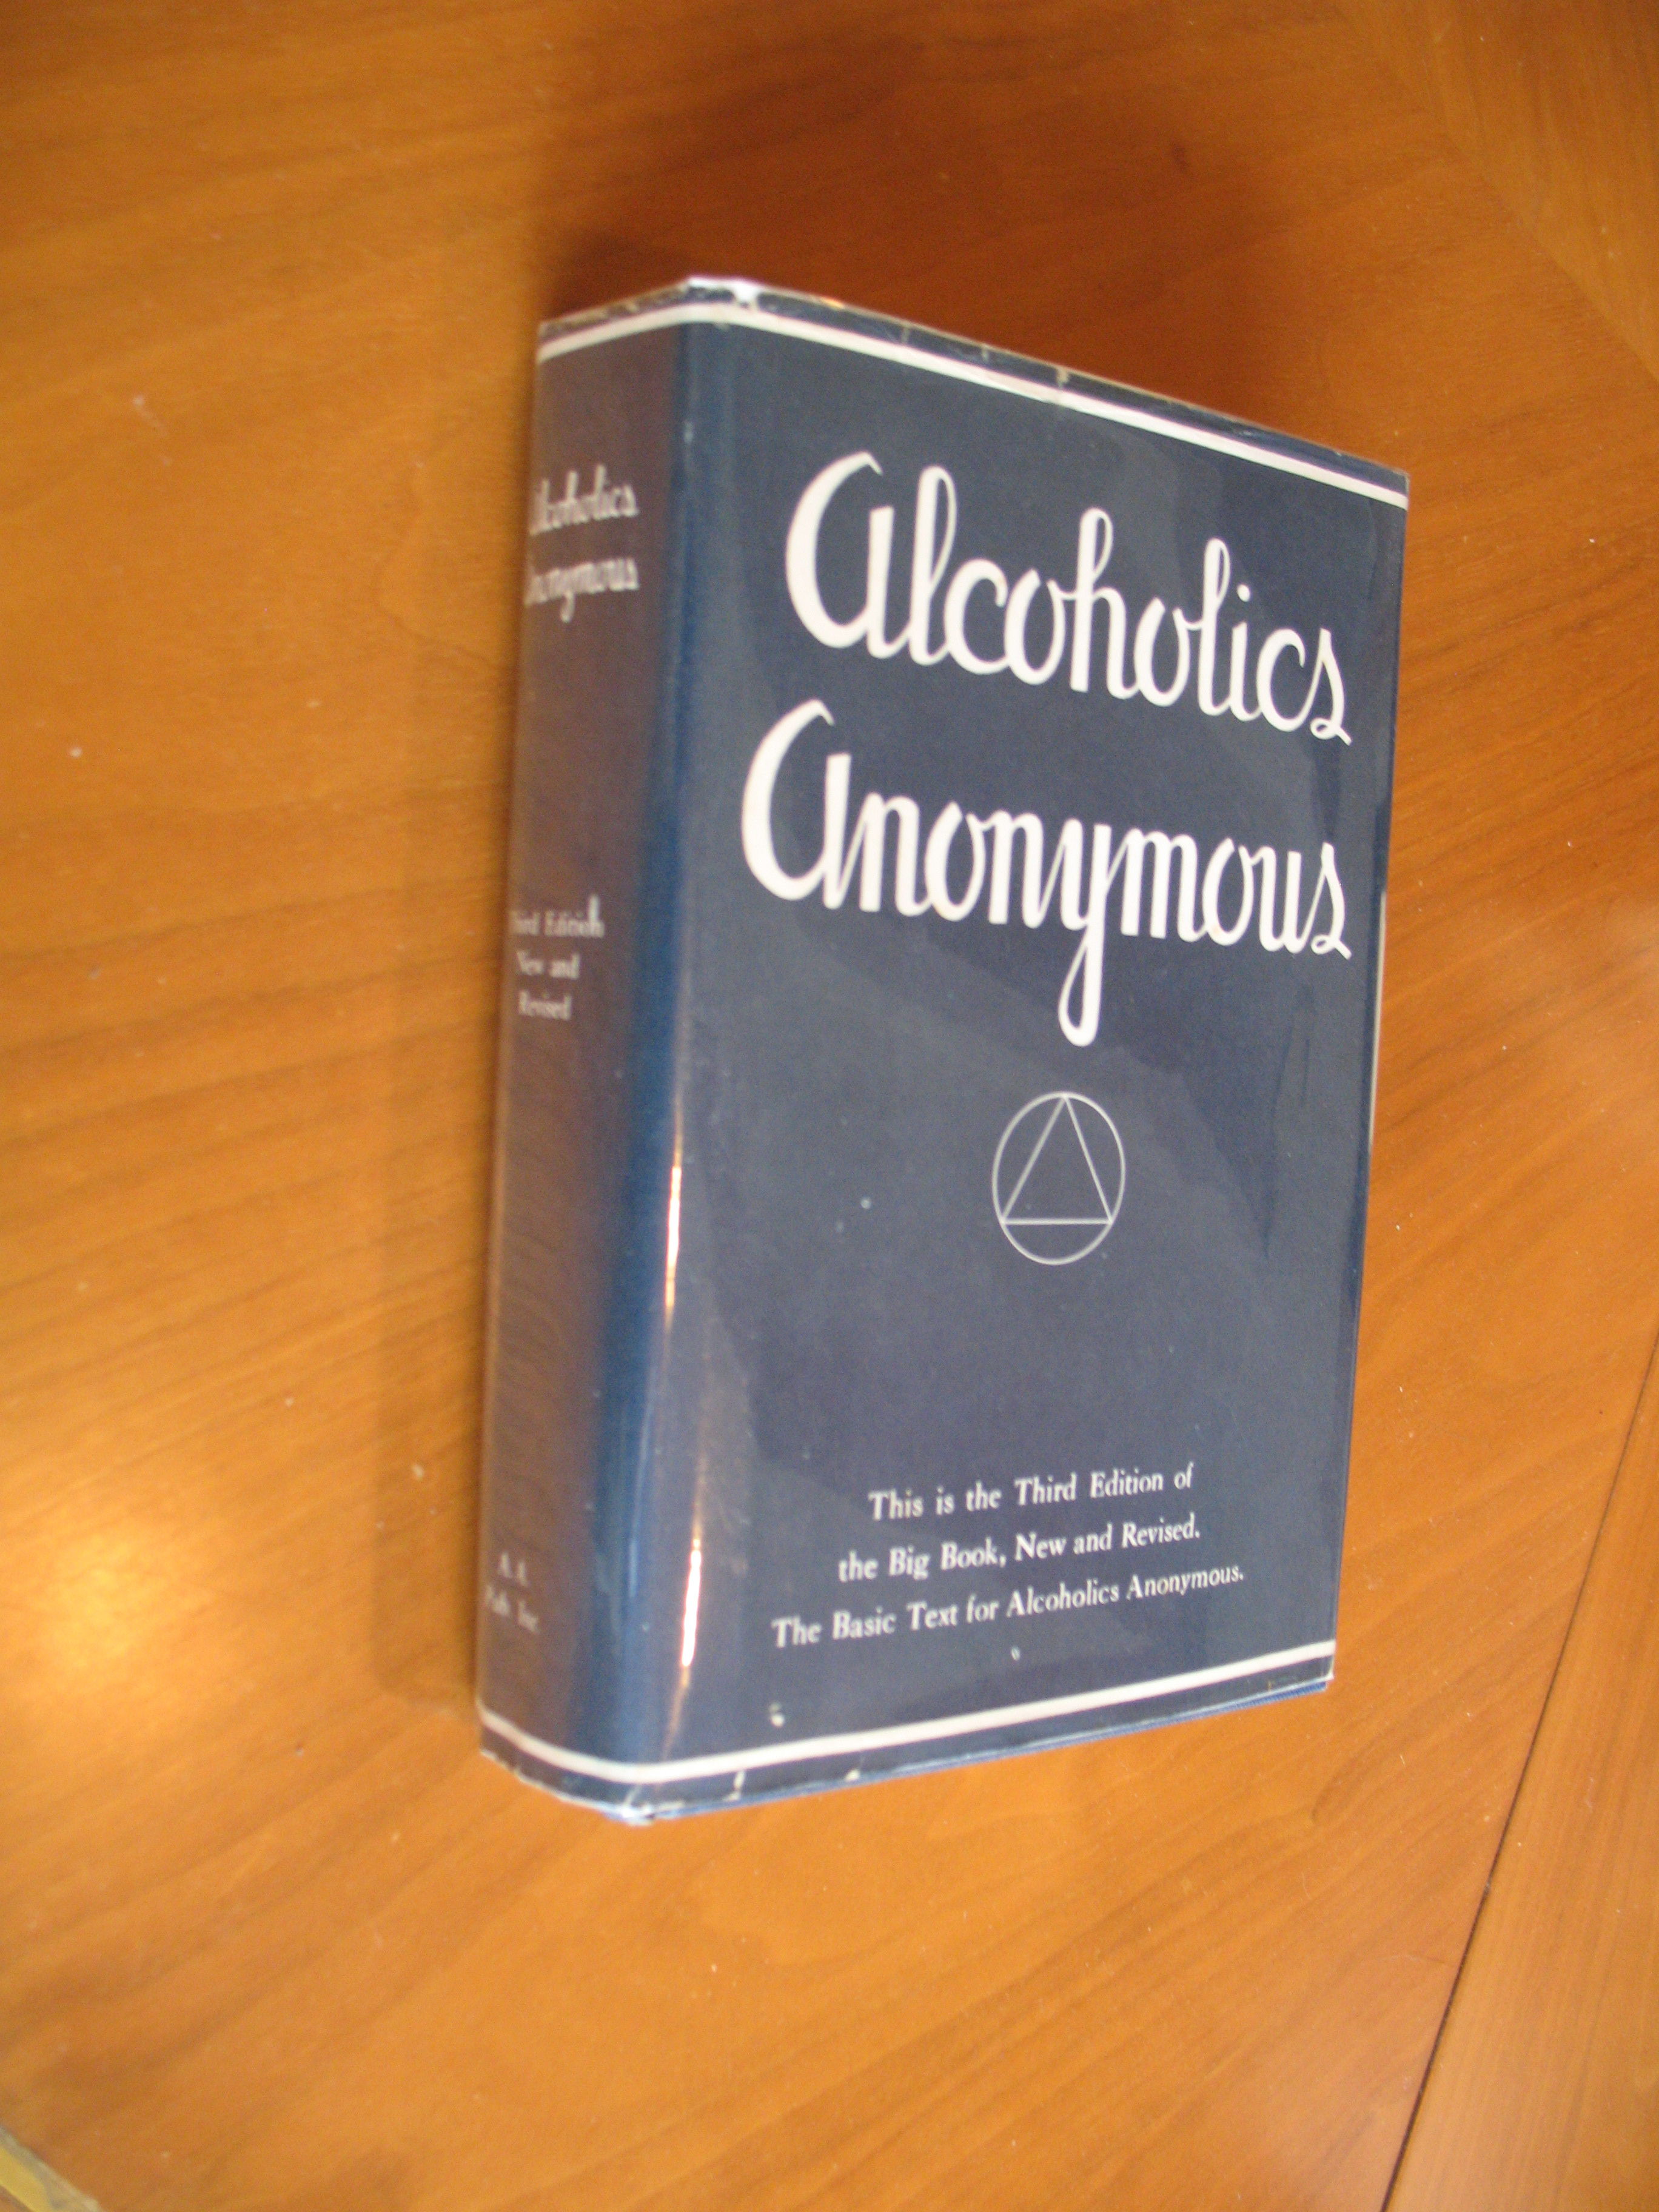 Alcoholics
Anonymous
Third Edition
New and
Revised
Alcoholics
Anonymous
This is the Third Edition of
the Big Book, New and Revised.
The Basic Text for Alcoholics Anonymous.